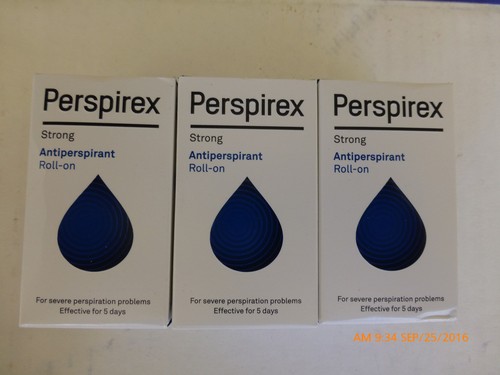 Perspirex
Strong
Antiperspirant
Roll-on
For severe perspiration problems
Effective for 5 days
Perspirex
Strong
Antiperspirant
Roll-on
For severe perspiration problems
Effective for 5 days
Perspirex
Strong
Antiperspirant
Roll-on
For severe perspiration problems
Effective for 5 days
AM 9:34 SEP/25/2016